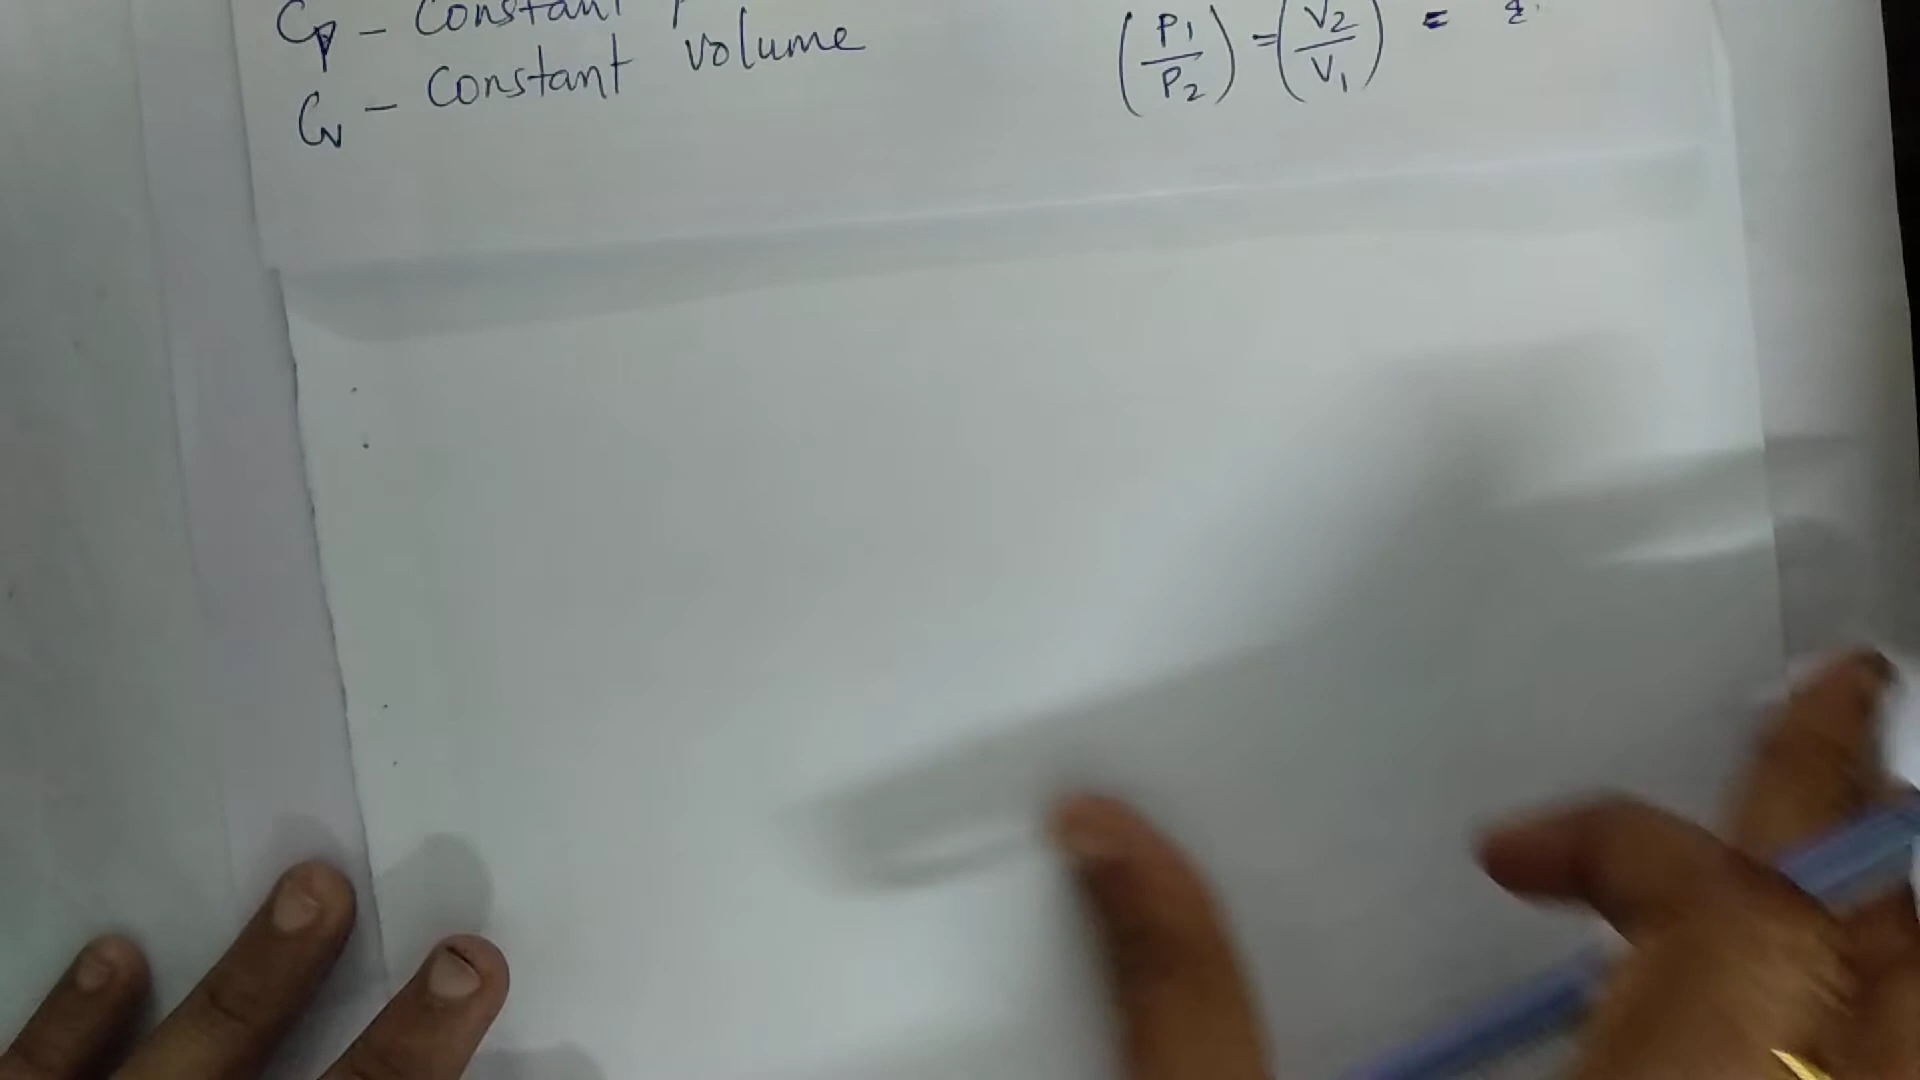 Cp - Constant
Cv - Constant volume
(P1/P2) = (V2/V1) =